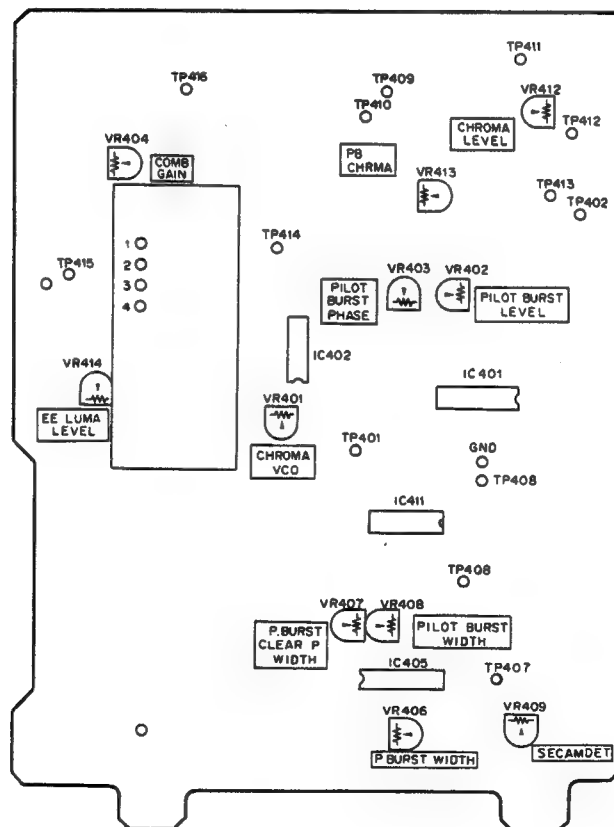 TP411
TP416
TP409
VR412
TP410
CHROMA
LEVEL
TP412
VR404
COMB
GAIN
PB
CHRMA
VR413
TP413
TP402
1
2
3
4
TP414
TP415
VR403
VR402
PILOT
BURST
PHASE
PILOT BURST
LEVEL
IC402
VR414
IC401
VR401
EE LUMA
LEVEL
CHROMA
VCO
TP401
GND
TP408
IC411
TP408
VR407
VR408
P.BURST
CLEAR P
WIDTH
PILOT BURST
WIDTH
IC405
TP407
VR406
VR409
P BURST WIDTH
SECAMDET